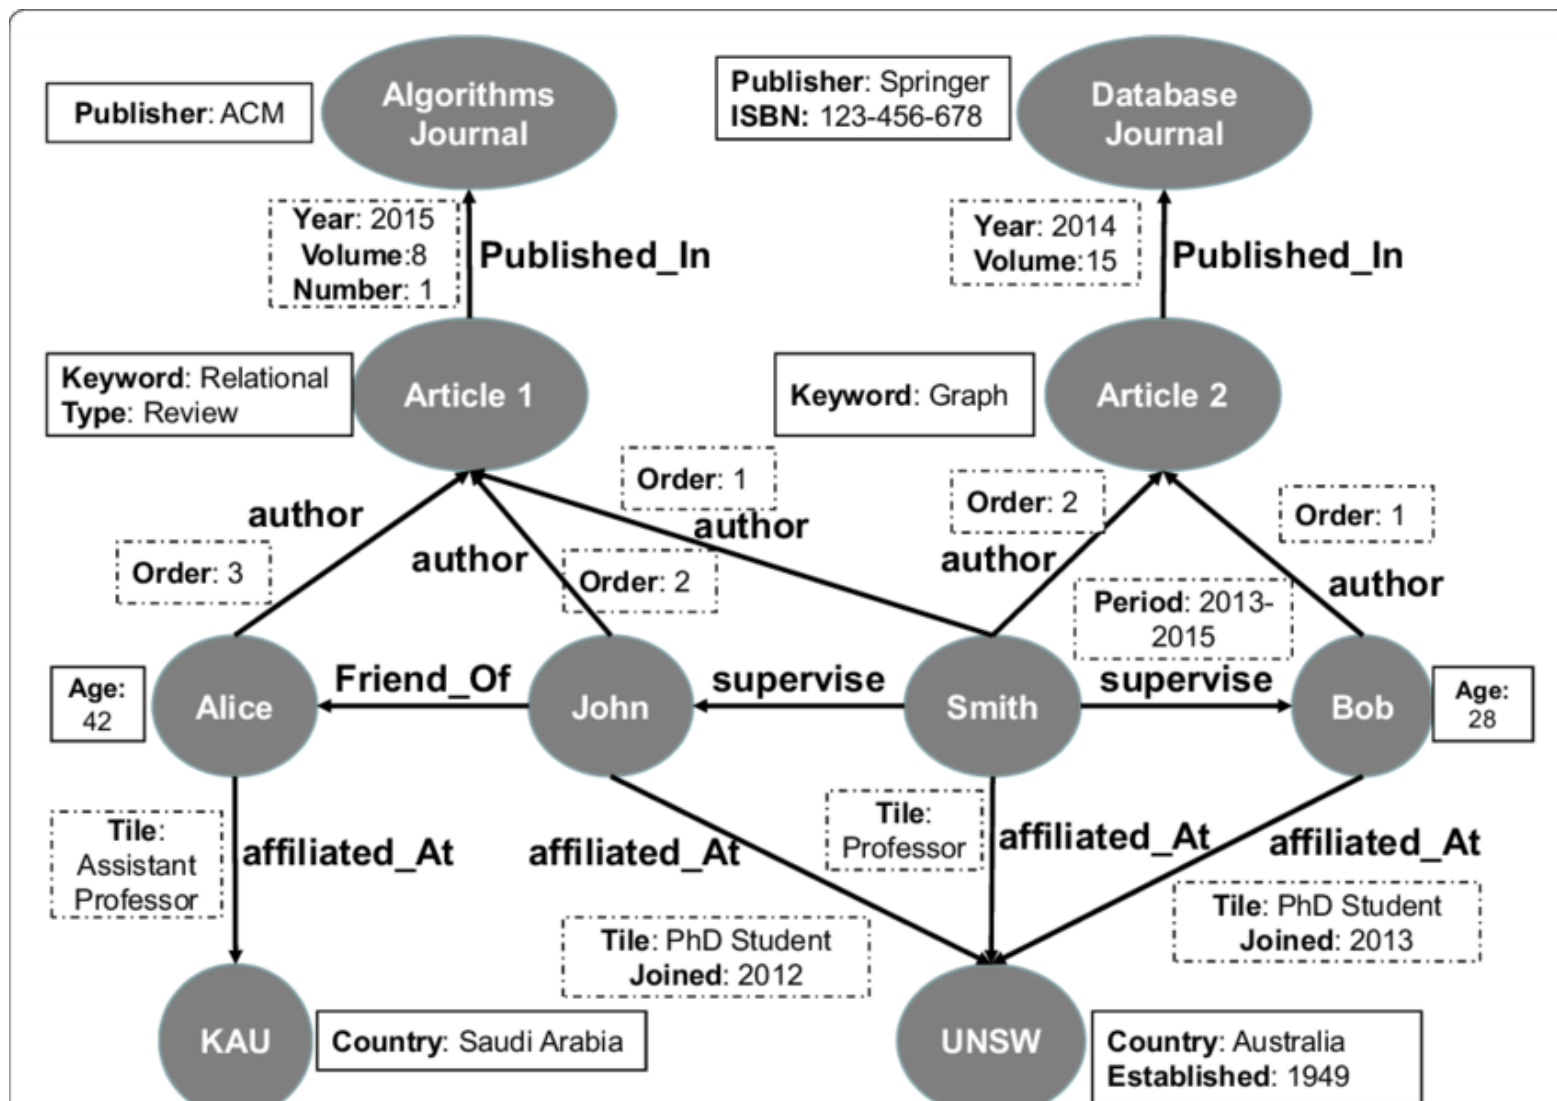 Publisher: ACM
Algorithms
Journal
Publisher: Springer
ISBN: 123-456-678
Database
Journal
Year: 2015
Volume:8
Number: 1
Published_In
Year: 2014
Volume:15
Published_In
Keyword: Relational
Type: Review
Article 1
Keyword: Graph
Article 2
author
Order: 3
author
Order: 2
Order: 1
author
Order: 2
author
Order: 1
author
Period: 2013-
2015
Age:
42
Alice
Friend_Of
John
supervise
Smith
supervise
Bob
Age:
28
Tile:
Assistant
Professor
affiliated_At
affiliated_At
Tile: PhD Student
Joined: 2012
Tile:
Professor
affiliated_At
affiliated_At
Tile: PhD Student
Joined: 2013
KAU
Country: Saudi Arabia
UNSW
Country: Australia
Established: 1949